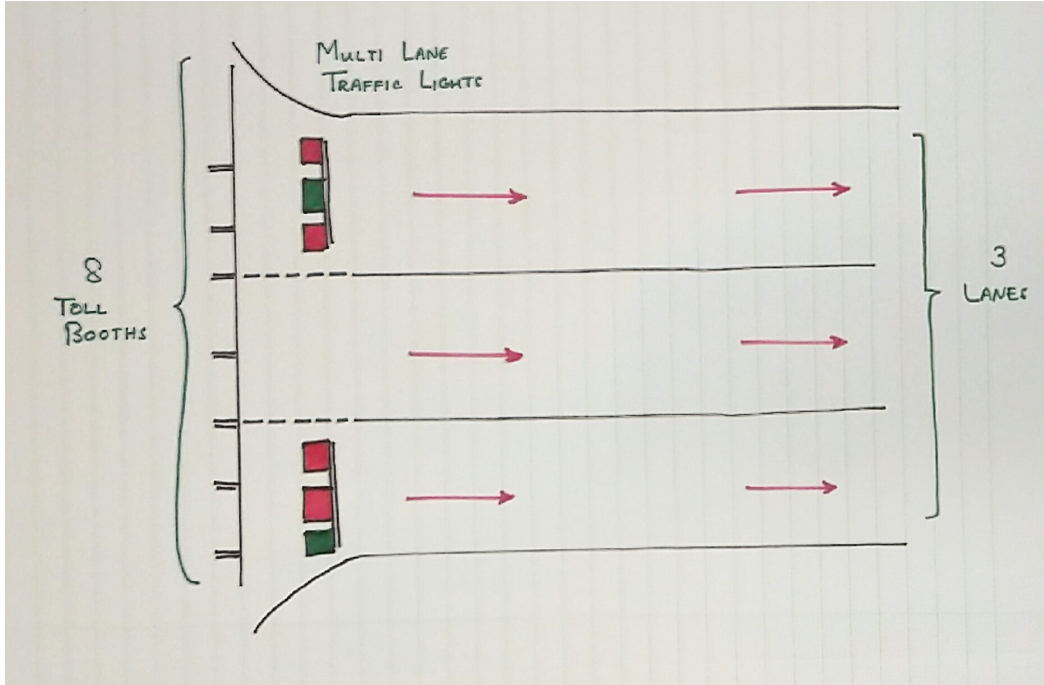 MULTI LANE
TRAFFIC LIGHTS
8
TOLL
BOOTHS
3
LANES